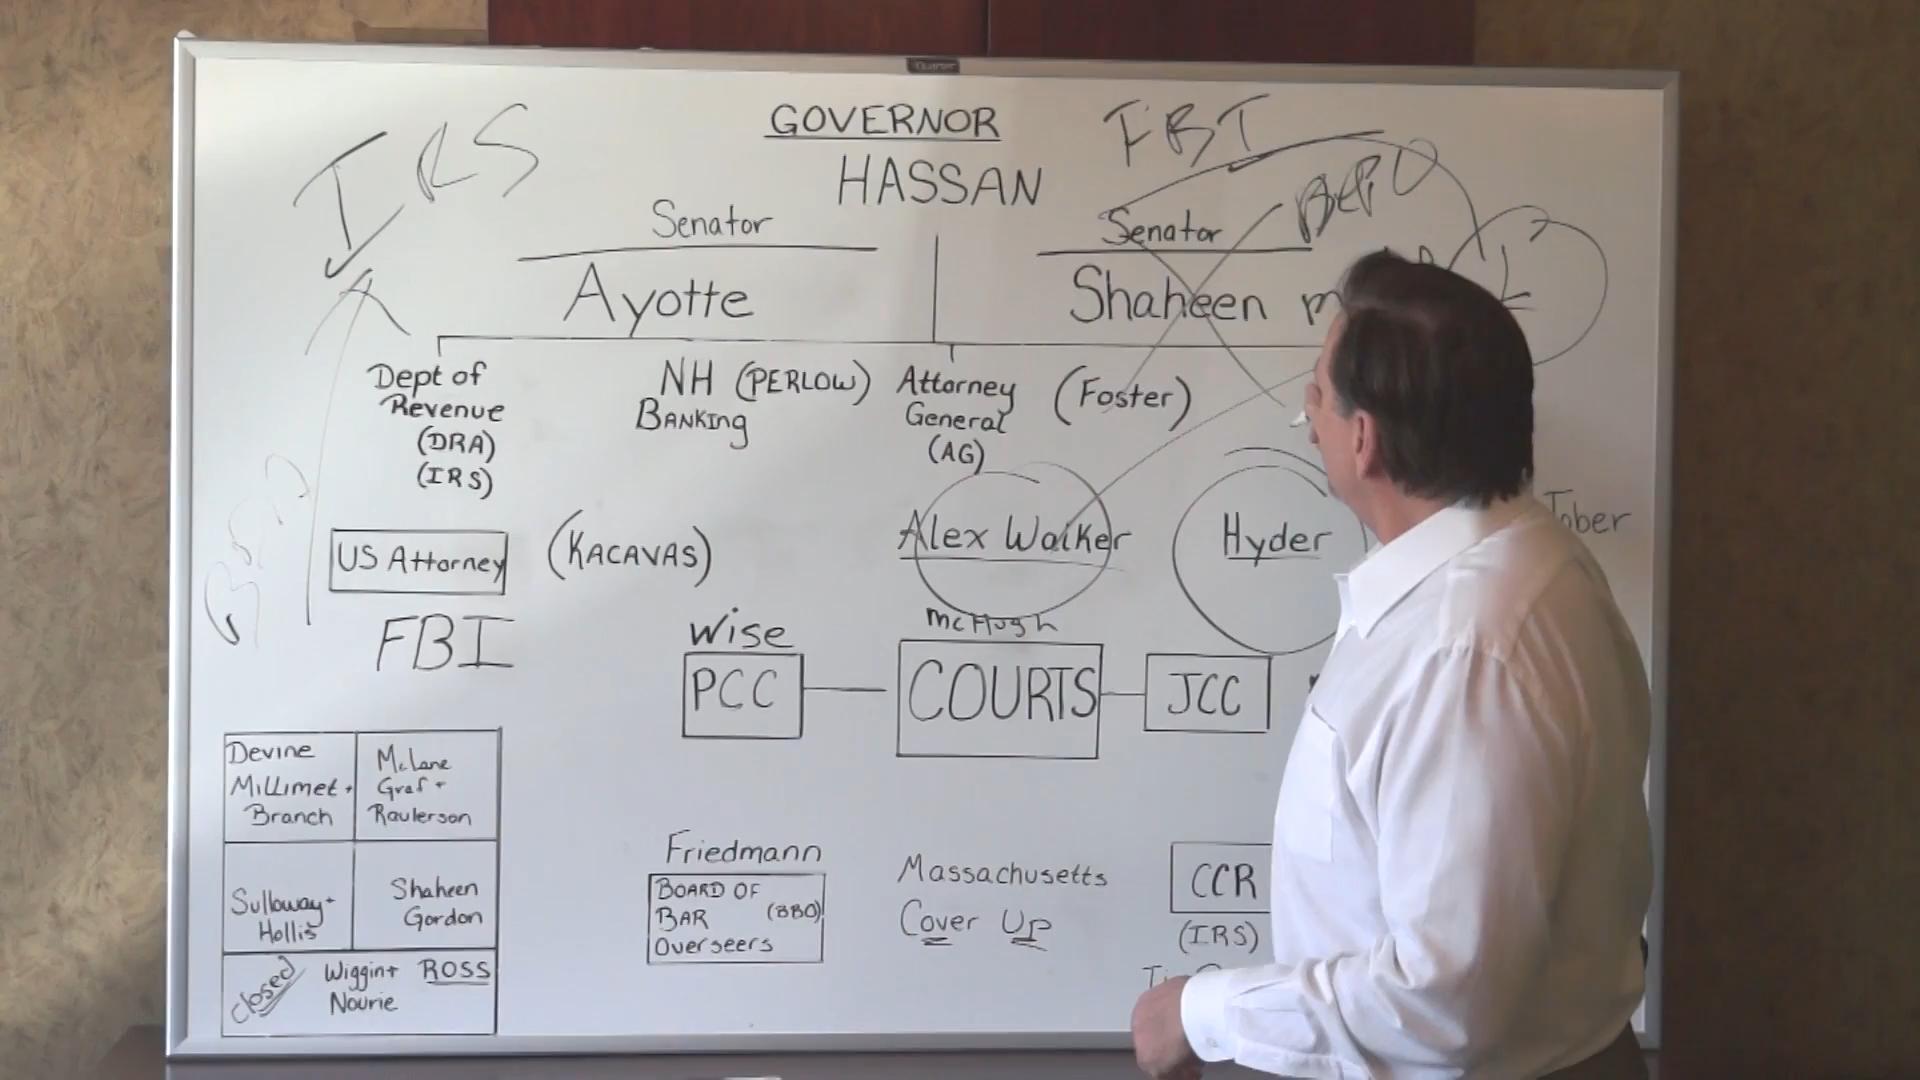 Quartet
GOVERNOR
HASSAN
IRS
FBI
Senator
Ayotte
Senator
Shaheen
Dept of
Revenue
(DRA)
(IRS)
NH (PERLOW)
BANKING
Attorney
General
(AG)
(Foster)
US Attorney
(KACAVAS)
FBI
Alex Walker
Hyder
Wise
PCC
McHugh
COURTS
JCC
Devine
Millimet +
Branch
McLane
Graf +
Raulerson
Sulloway +
Hollis
Shaheen
Gordon
Closed
Wiggin +
Nourie
ROSS
Friedmann
BOARD OF
BAR (BBO)
Overseers
Massachusetts
Cover Up
CCR
(IRS)